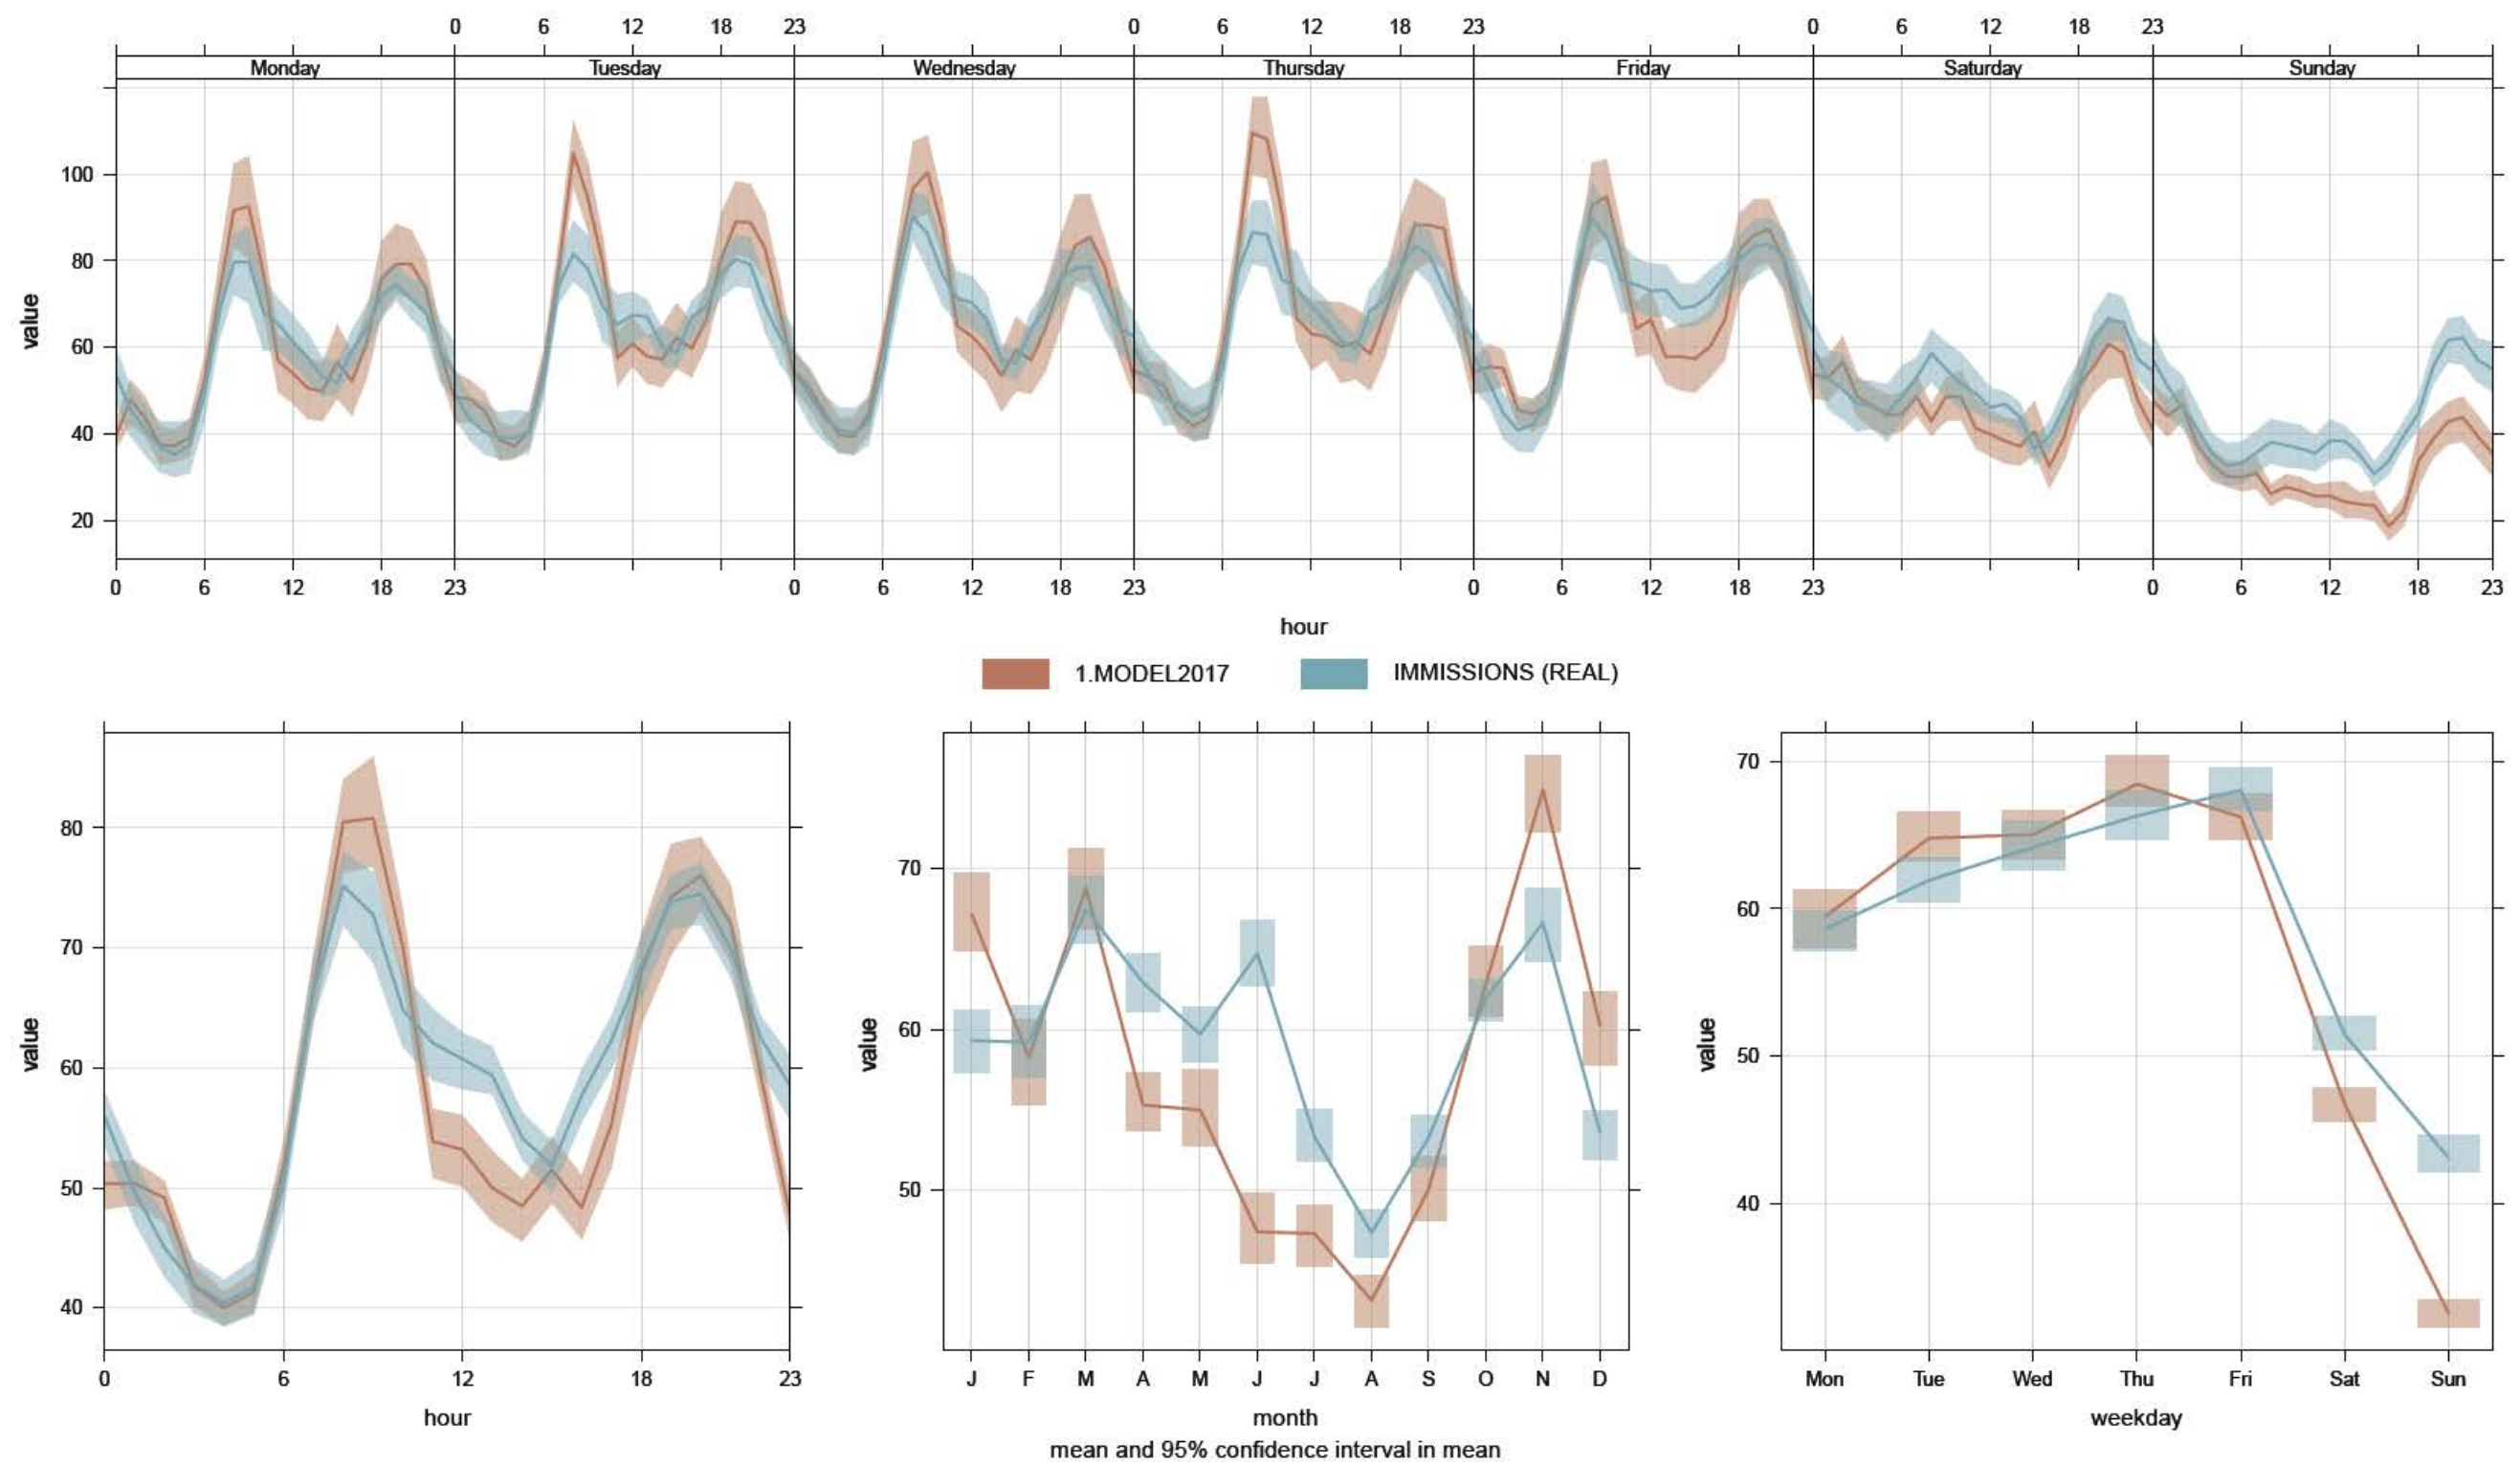 0 6 12 18 23 0 6 12 18 23 0 6 12 18 23
Monday Tuesday Wednesday Thursday Friday Saturday Sunday
100
80
60
40
20
value
0 6 12 18 23 0 6 12 18 23 0 6 12 18 23 0 6 12 18 23
hour
1.MODEL2017 IMMISSIONS (REAL)
80
70
60
50
40
value
0 6 12 18 23
hour
70
60
50
value
J F M A M J J A S O N D
month
70
60
50
40
value
Mon Tue Wed Thu Fri Sat Sun
weekday
mean and 95% confidence interval in mean